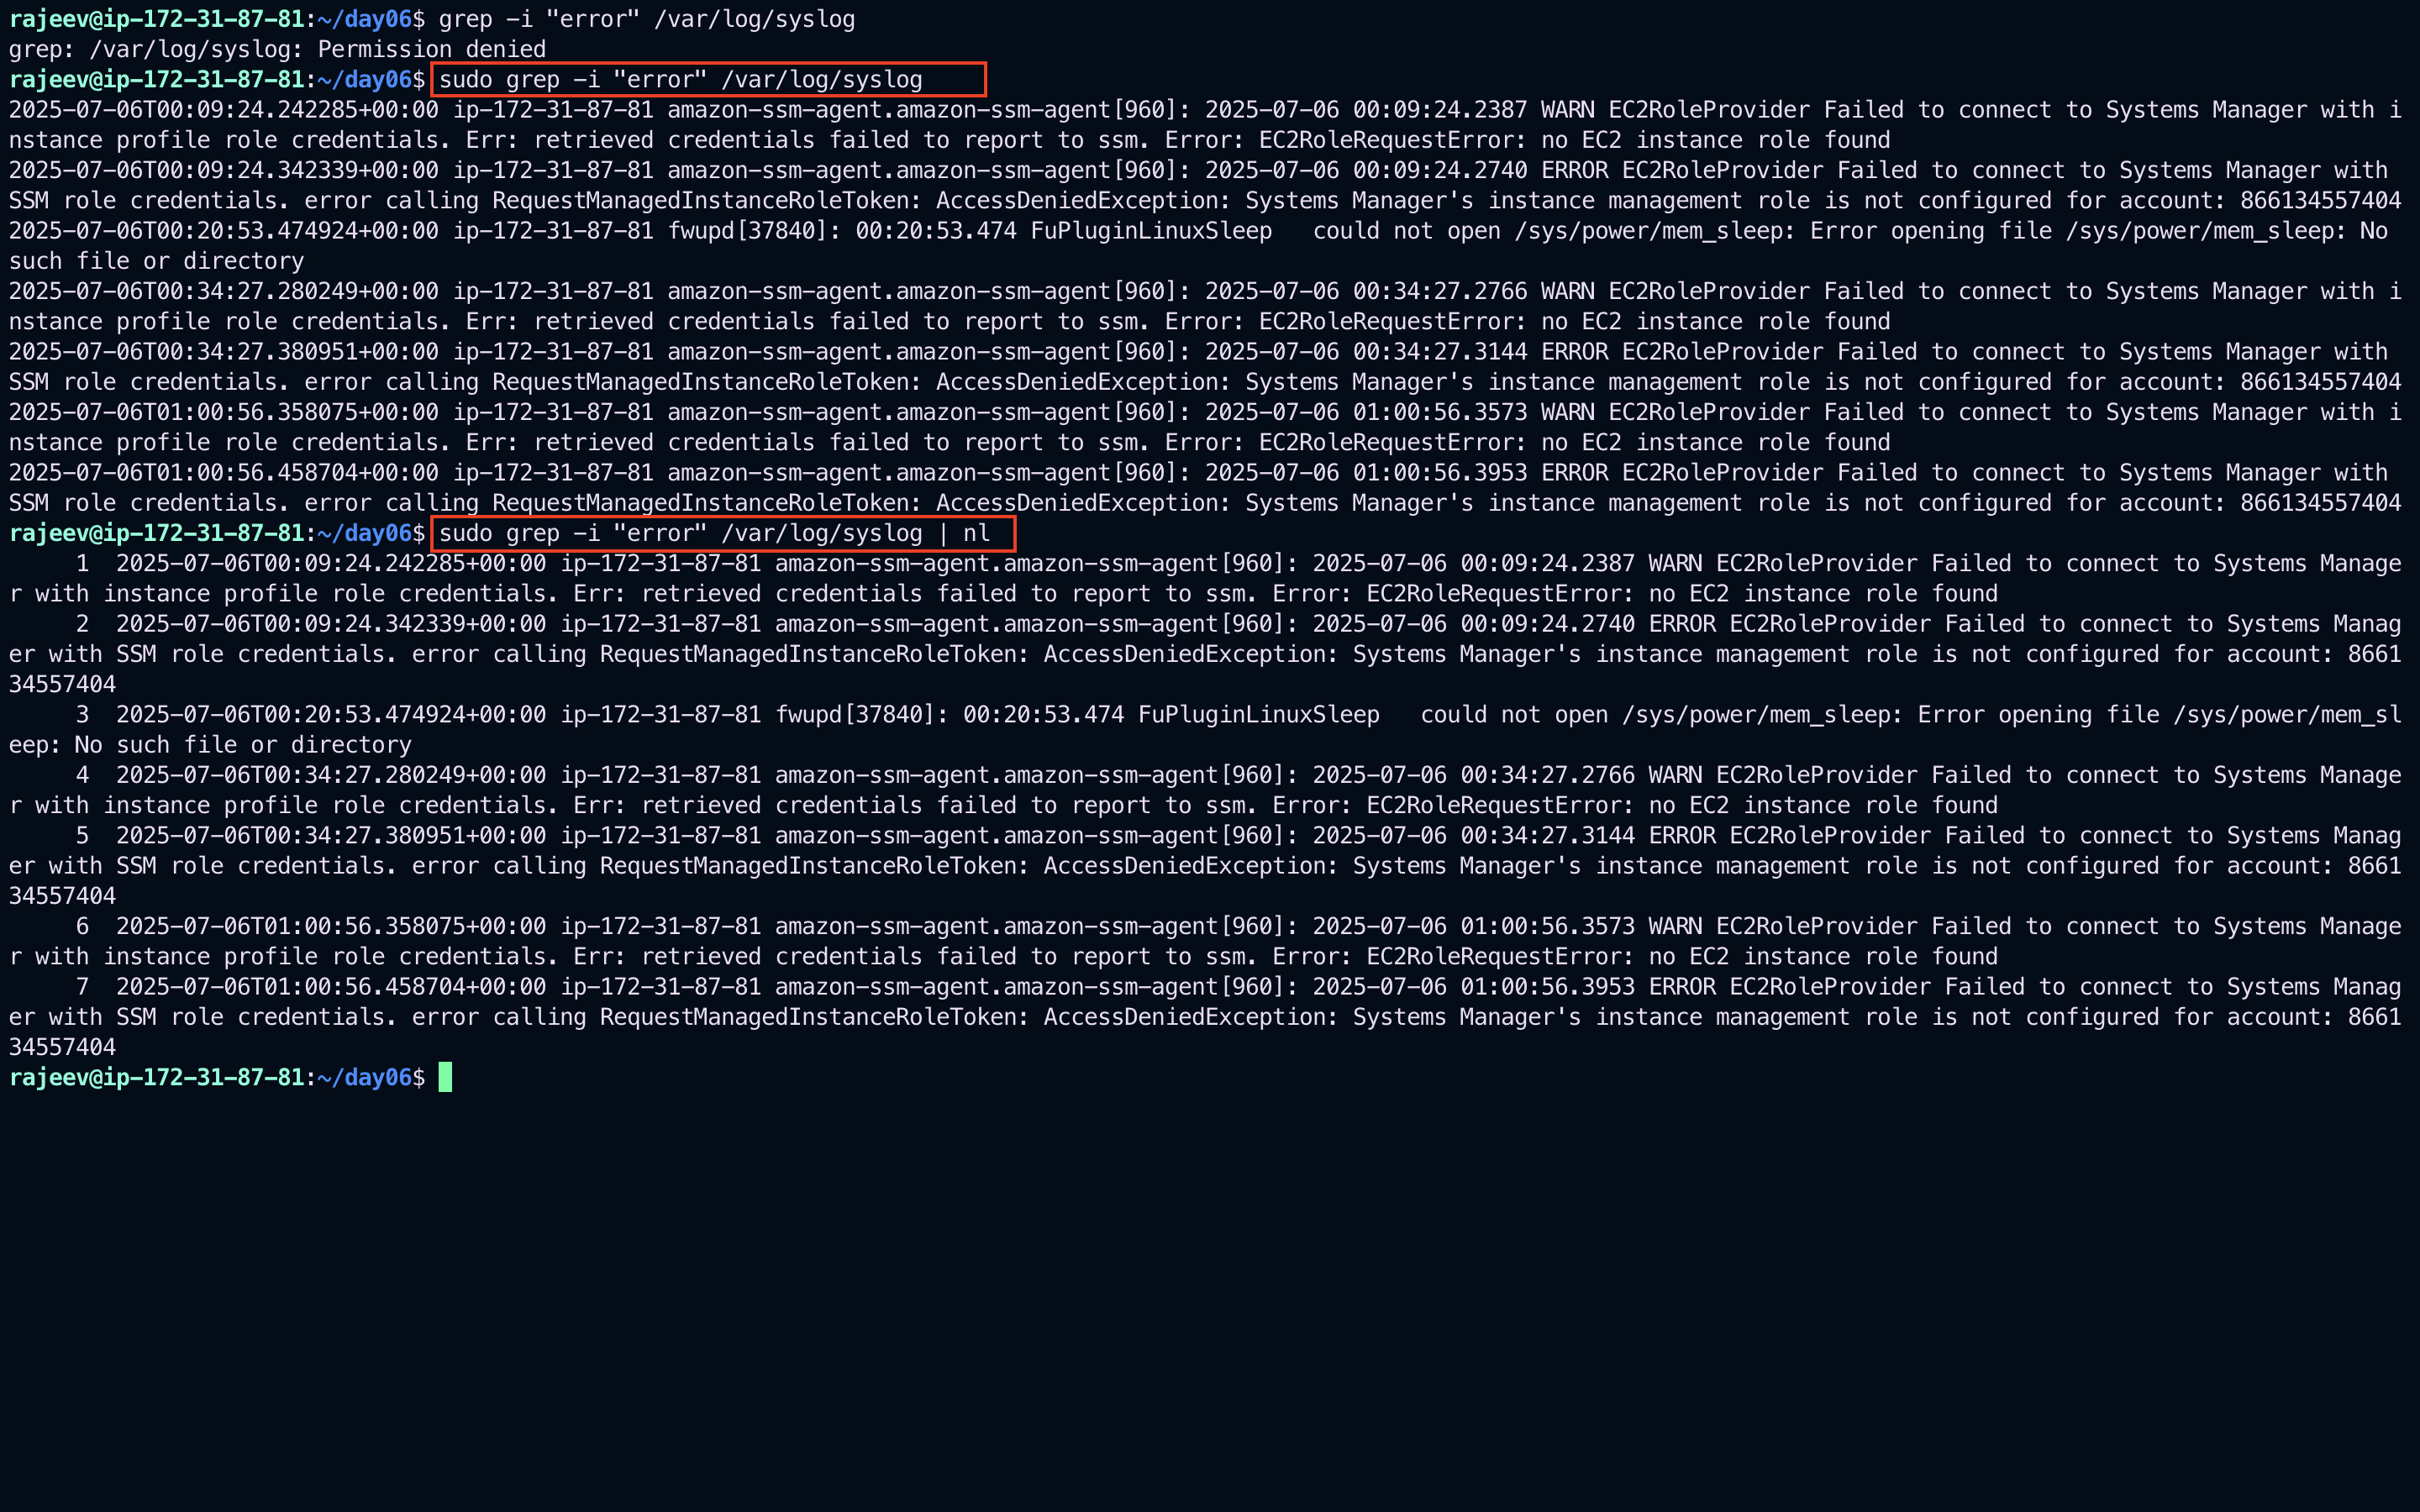 rajeev@ip-172-31-87-81:~/day06$ grep -i "error" /var/log/syslog
grep: /var/log/syslog: Permission denied
rajeev@ip-172-31-87-81:~/day06$ sudo grep -i "error" /var/log/syslog
2025-07-06T00:09:24.242285+00:00 ip-172-31-87-81 amazon-ssm-agent.amazon-ssm-agent[960]: 2025-07-06 00:09:24.2387 WARN EC2RoleProvider Failed to connect to Systems Manager with i
nstance profile role credentials. Err: retrieved credentials failed to report to ssm. Error: EC2RoleRequestError: no EC2 instance role found
2025-07-06T00:09:24.342339+00:00 ip-172-31-87-81 amazon-ssm-agent.amazon-ssm-agent[960]: 2025-07-06 00:09:24.2740 ERROR EC2RoleProvider Failed to connect to Systems Manager with
SSM role credentials. error calling RequestManagedInstanceRoleToken: AccessDeniedException: Systems Manager's instance management role is not configured for account: 866134557404
2025-07-06T00:20:53.474924+00:00 ip-172-31-87-81 fwupd[37840]: 00:20:53.474 FuPluginLinuxSleep   could not open /sys/power/mem_sleep: Error opening file /sys/power/mem_sleep: No
such file or directory
2025-07-06T00:34:27.280249+00:00 ip-172-31-87-81 amazon-ssm-agent.amazon-ssm-agent[960]: 2025-07-06 00:34:27.2766 WARN EC2RoleProvider Failed to connect to Systems Manager with i
nstance profile role credentials. Err: retrieved credentials failed to report to ssm. Error: EC2RoleRequestError: no EC2 instance role found
2025-07-06T00:34:27.380951+00:00 ip-172-31-87-81 amazon-ssm-agent.amazon-ssm-agent[960]: 2025-07-06 00:34:27.3144 ERROR EC2RoleProvider Failed to connect to Systems Manager with
SSM role credentials. error calling RequestManagedInstanceRoleToken: AccessDeniedException: Systems Manager's instance management role is not configured for account: 866134557404
2025-07-06T01:00:56.358075+00:00 ip-172-31-87-81 amazon-ssm-agent.amazon-ssm-agent[960]: 2025-07-06 01:00:56.3573 WARN EC2RoleProvider Failed to connect to Systems Manager with i
nstance profile role credentials. Err: retrieved credentials failed to report to ssm. Error: EC2RoleRequestError: no EC2 instance role found
2025-07-06T01:00:56.458704+00:00 ip-172-31-87-81 amazon-ssm-agent.amazon-ssm-agent[960]: 2025-07-06 01:00:56.3953 ERROR EC2RoleProvider Failed to connect to Systems Manager with
SSM role credentials. error calling RequestManagedInstanceRoleToken: AccessDeniedException: Systems Manager's instance management role is not configured for account: 866134557404
rajeev@ip-172-31-87-81:~/day06$ sudo grep -i "error" /var/log/syslog | nl
     1  2025-07-06T00:09:24.242285+00:00 ip-172-31-87-81 amazon-ssm-agent.amazon-ssm-agent[960]: 2025-07-06 00:09:24.2387 WARN EC2RoleProvider Failed to connect to Systems Manage
r with instance profile role credentials. Err: retrieved credentials failed to report to ssm. Error: EC2RoleRequestError: no EC2 instance role found
     2  2025-07-06T00:09:24.342339+00:00 ip-172-31-87-81 amazon-ssm-agent.amazon-ssm-agent[960]: 2025-07-06 00:09:24.2740 ERROR EC2RoleProvider Failed to connect to Systems Manag
er with SSM role credentials. error calling RequestManagedInstanceRoleToken: AccessDeniedException: Systems Manager's instance management role is not configured for account: 8661
34557404
     3  2025-07-06T00:20:53.474924+00:00 ip-172-31-87-81 fwupd[37840]: 00:20:53.474 FuPluginLinuxSleep   could not open /sys/power/mem_sleep: Error opening file /sys/power/mem_sl
eep: No such file or directory
     4  2025-07-06T00:34:27.280249+00:00 ip-172-31-87-81 amazon-ssm-agent.amazon-ssm-agent[960]: 2025-07-06 00:34:27.2766 WARN EC2RoleProvider Failed to connect to Systems Manage
r with instance profile role credentials. Err: retrieved credentials failed to report to ssm. Error: EC2RoleRequestError: no EC2 instance role found
     5  2025-07-06T00:34:27.380951+00:00 ip-172-31-87-81 amazon-ssm-agent.amazon-ssm-agent[960]: 2025-07-06 00:34:27.3144 ERROR EC2RoleProvider Failed to connect to Systems Manag
er with SSM role credentials. error calling RequestManagedInstanceRoleToken: AccessDeniedException: Systems Manager's instance management role is not configured for account: 8661
34557404
     6  2025-07-06T01:00:56.358075+00:00 ip-172-31-87-81 amazon-ssm-agent.amazon-ssm-agent[960]: 2025-07-06 01:00:56.3573 WARN EC2RoleProvider Failed to connect to Systems Manage
r with instance profile role credentials. Err: retrieved credentials failed to report to ssm. Error: EC2RoleRequestError: no EC2 instance role found
     7  2025-07-06T01:00:56.458704+00:00 ip-172-31-87-81 amazon-ssm-agent.amazon-ssm-agent[960]: 2025-07-06 01:00:56.3953 ERROR EC2RoleProvider Failed to connect to Systems Manag
er with SSM role credentials. error calling RequestManagedInstanceRoleToken: AccessDeniedException: Systems Manager's instance management role is not configured for account: 8661
34557404
rajeev@ip-172-31-87-81:~/day06$